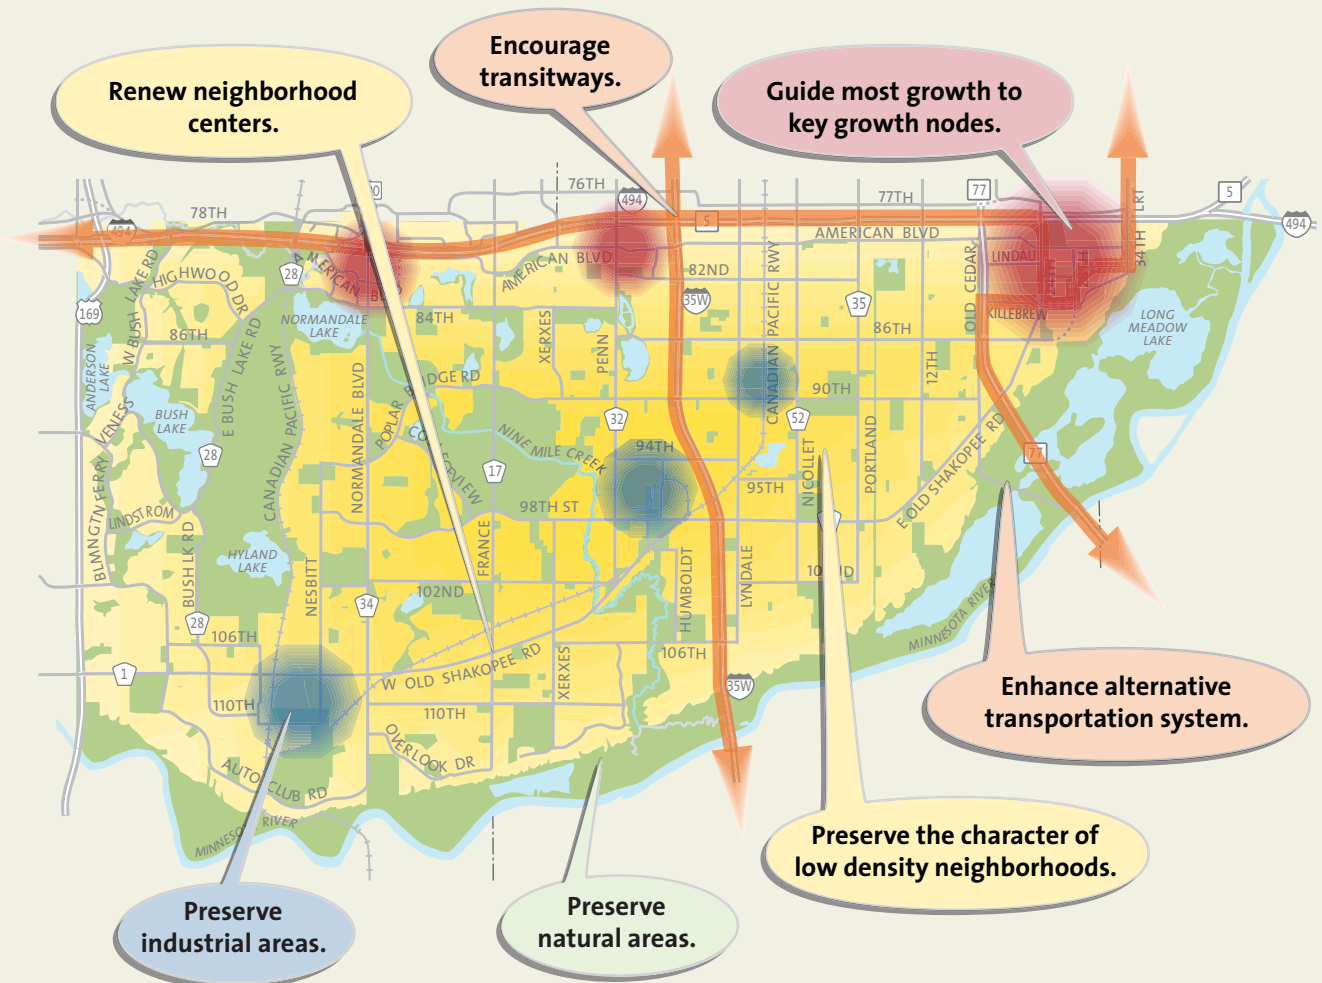 Encourage
transitways.
Renew neighborhood
centers.
Guide most growth to
key growth nodes.
76TH
77TH
77
5
78TH
494
494
5
494
LRT
34TH
AMERICAN BLVD
W BUSH LAKE RD
HIGHWOOD DR
28
AMERICAN
AMERICAN BLVD
82ND
OLD CEDAR
LINDAU
24TH
28TH
KILLEBREW
169
NORMANDALE
LAKE
84TH
35W
CANADIAN PACIFIC RWY
35
86TH
86TH
LONG
MEADOW
LAKE
ANDERSON
LAKE
E BUSH LAKE RD
XERXES
PENN
12TH
CANADIAN PACIFIC RWY
NORMANDALE BLVD
POPLAR BRIDGE RD
90TH
VENESS
BUSH
LAKE
NINE MILE CREEK
32
52
PORTLAND
NICOLLET
E OLD SHAKOPEE RD
77
28
17
94TH
95TH
BLMNGTN FERRY
LINDSTROM
98TH ST
HYLAND
LAKE
BUSH LK RD
NESBITT
FRANCE
HUMBOLDT
LYNDALE
102ND
34
28
106TH
106TH
MINNESOTA RIVER
1
W OLD SHAKOPEE RD
XERXES
35W
110TH
110TH
OVERLOOK DR
AUTO CLUB RD
RIVER
Enhance alternative
transportation system.
Preserve the character of
low density neighborhoods.
Preserve
industrial areas.
Preserve
natural areas.